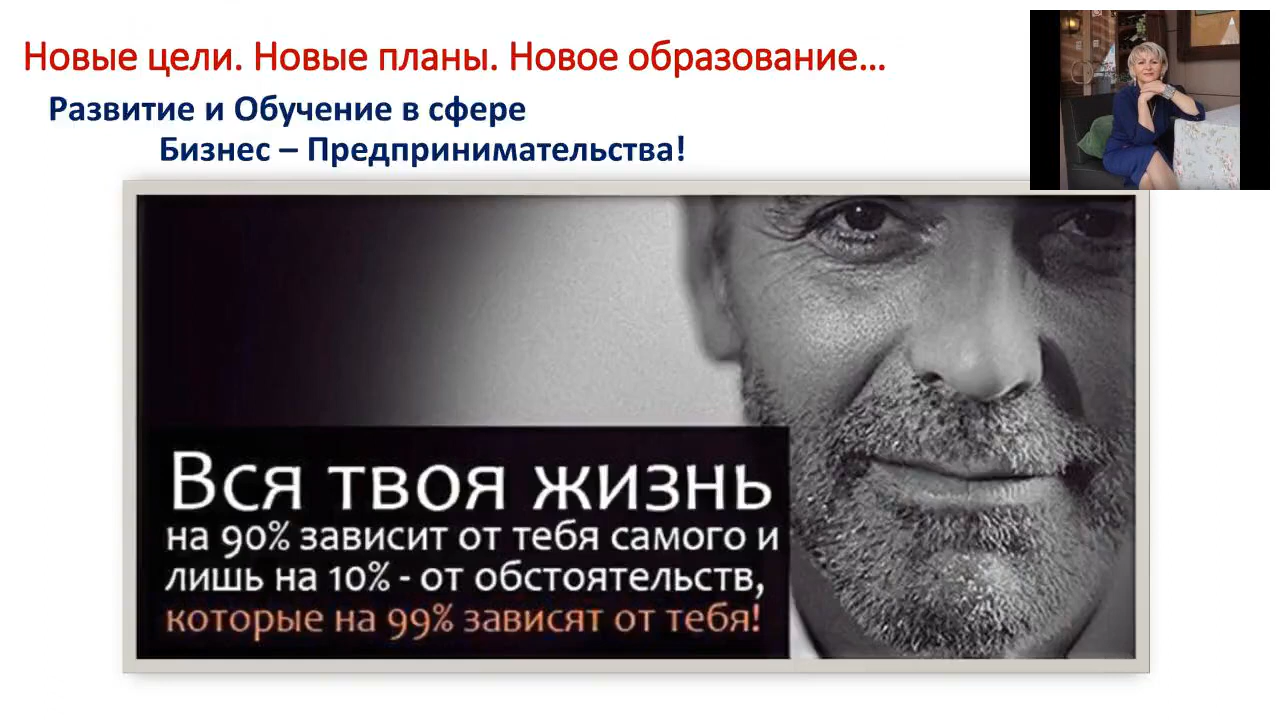 Новые цели. Новые планы. Новое образование...
Развитие и Обучение в сфере
Бизнес – Предпринимательства!
Вся твоя жизнь
на 90% зависит от тебя самого и
лишь на 10% - от обстоятельств,
которые на 99% зависят от тебя!